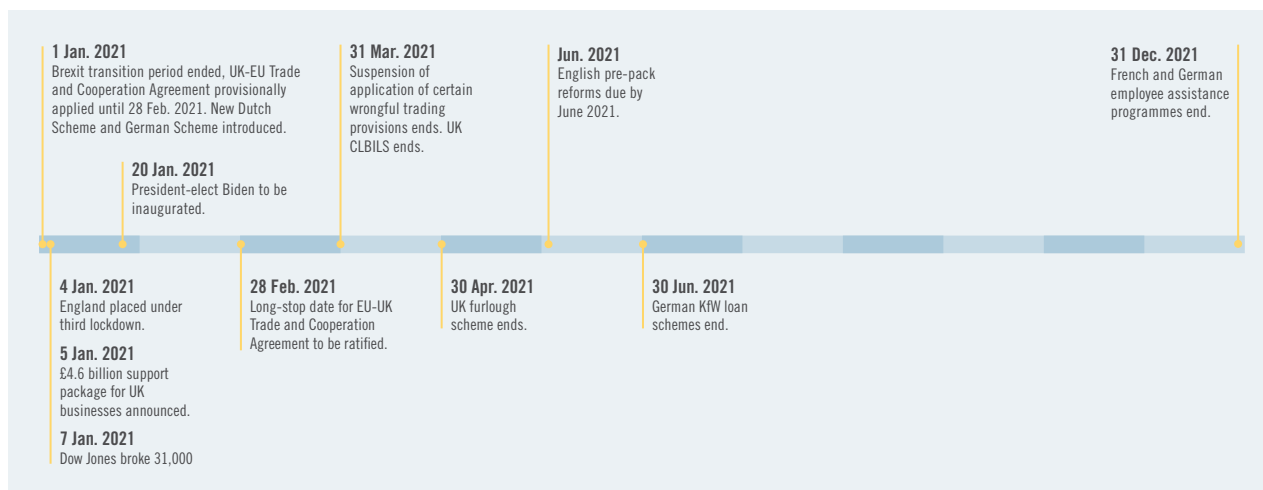 1 Jan. 2021
Brexit transition period ended, UK-EU Trade
and Cooperation Agreement provisionally
applied until 28 Feb. 2021. New Dutch
Scheme and German Scheme introduced.
20 Jan. 2021
President-elect Biden to be
inaugurated.
31 Mar. 2021
Suspension of
application of certain
wrongful trading
provisions ends. UK
CLBILS ends.
Jun. 2021
English pre-pack
reforms due by
June 2021.
31 Dec. 2021
French and German
employee assistance
programmes end.
4 Jan. 2021
England placed under
third lockdown.
5 Jan. 2021
£4.6 billion support
package for UK
businesses announced.
7 Jan. 2021
Dow Jones broke 31,000
28 Feb. 2021
Long-stop date for EU-UK
Trade and Cooperation
Agreement to be ratified.
30 Apr. 2021
UK furlough
scheme ends.
30 Jun. 2021
German KfW loan
schemes end.